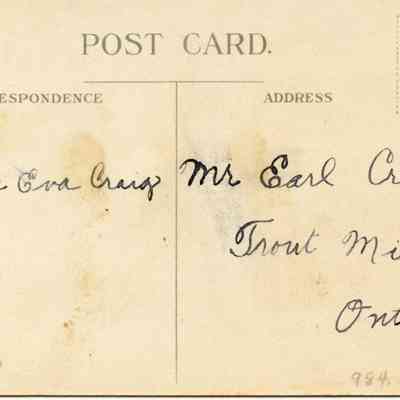 POST CARD.
ESPONDENCE
ADDRESS
Eva Craig
Mr Earl Cr
Trout Mi
Ont
984.